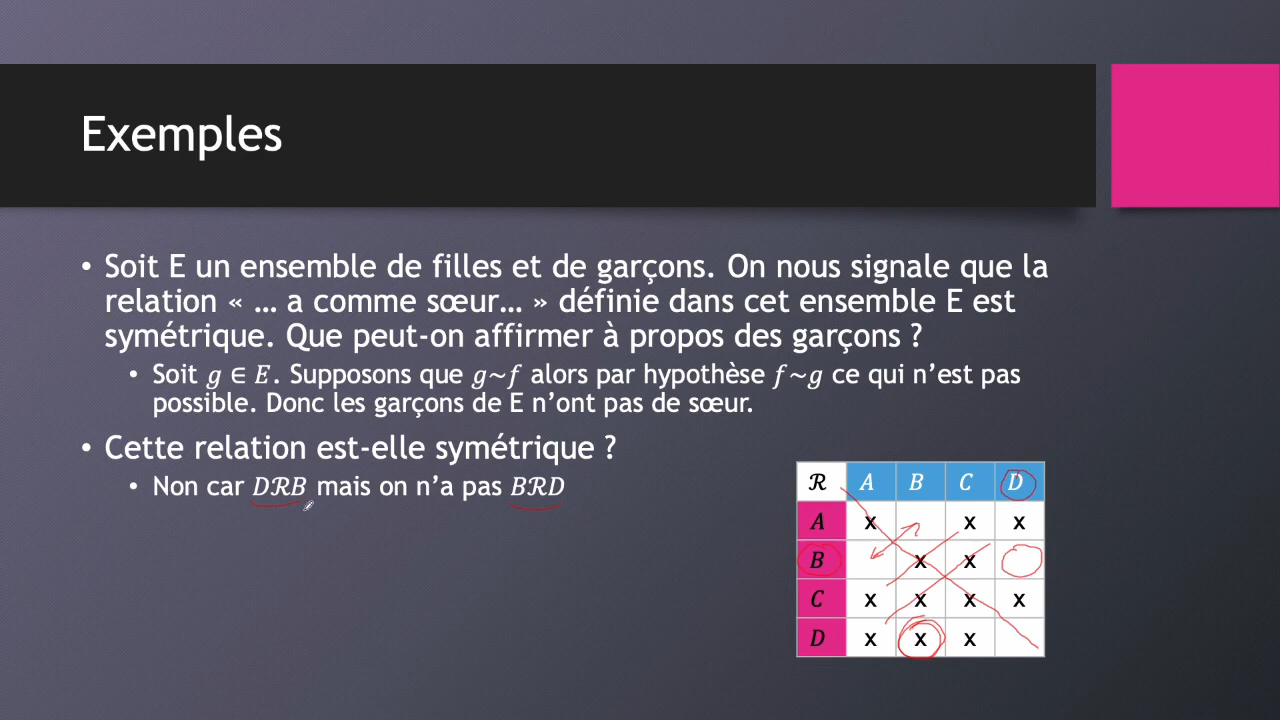 Exemples
• Soit E un ensemble de filles et de garçons. On nous signale que la
relation « … a comme sœur… » définie dans cet ensemble E est
symétrique. Que peut-on affirmer à propos des garçons ?
• Soit 𝑔 ∈ 𝐸. Supposons que 𝑔~𝑓 alors par hypothèse 𝑓~𝑔 ce qui n’est pas
possible. Donc les garçons de E n’ont pas de sœur.
• Cette relation est-elle symétrique ?
• Non car 𝐷ℛ𝐵 mais on n’a pas 𝐵ℛ𝐷
ℛ A B C D
A x x x
B x x
C x x x x
D x x x